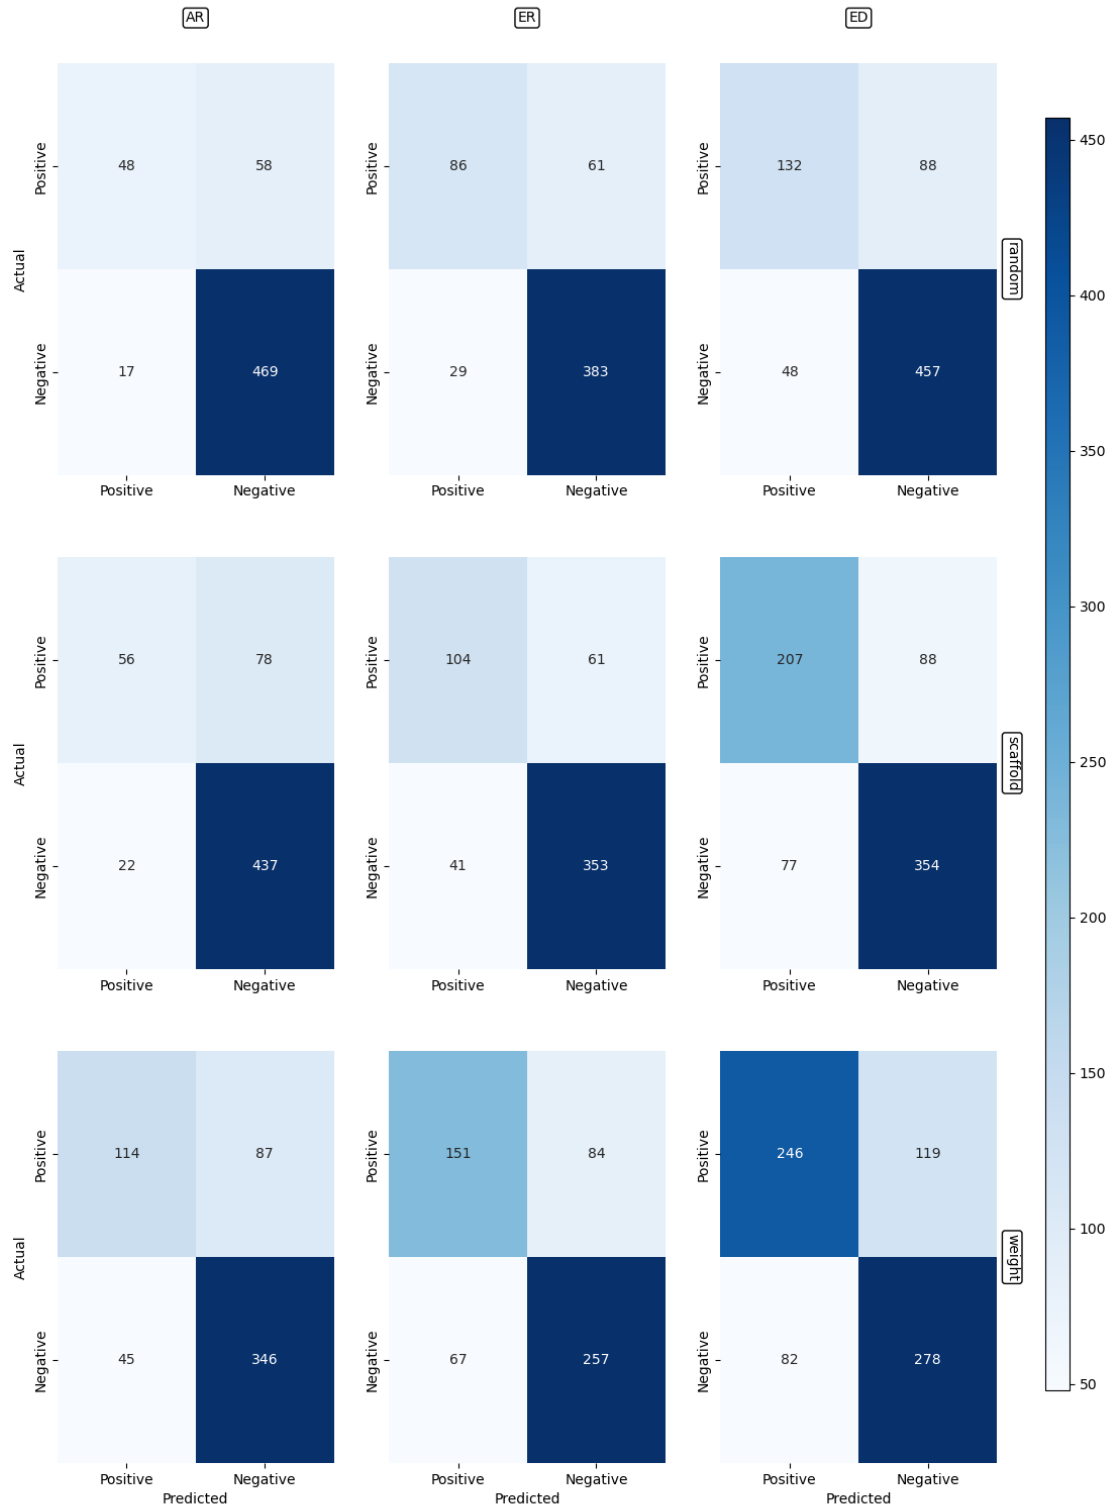 AR ER ED
450
Positive 48 58 Positive 86 61 Positive 132 88
400
Actual random
350
Negative 17 469 Negative 29 383 Negative 48 457
Positive Negative Positive Negative Positive Negative
300
Positive 56 78 Positive 104 61 Positive 207 88
250
Actual scaffold
Negative 22 437 Negative 41 353 Negative 77 354
200
Positive Negative Positive Negative Positive Negative
150
Positive 114 87 Positive 151 84 Positive 246 119
100
Actual weight
Negative 45 346 Negative 67 257 Negative 82 278
50
Positive Negative Positive Negative Positive Negative
Predicted Predicted Predicted